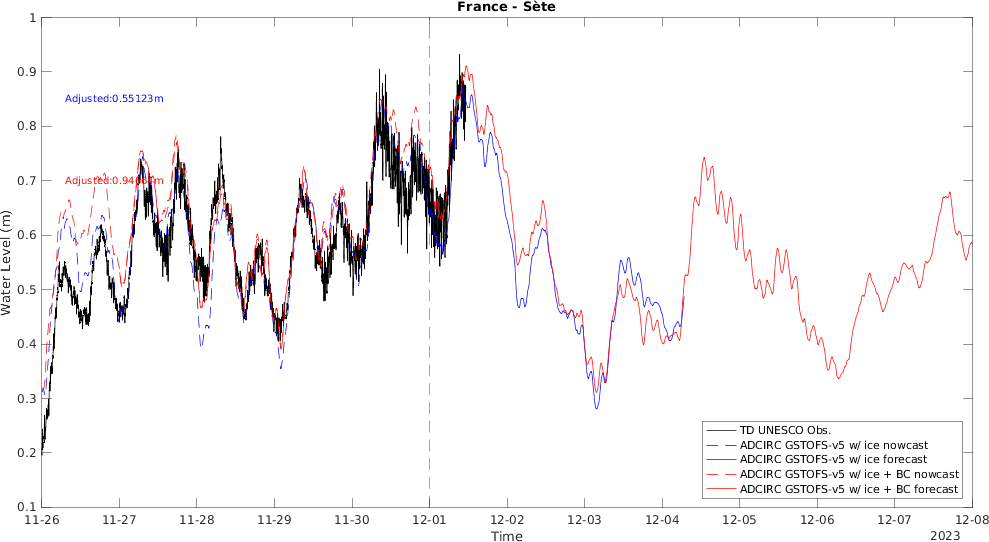 France - Sète
Water Level (m)
1
0.9
0.8
0.7
0.6
0.5
0.4
0.3
0.2
0.1
Adjusted:0.55123m
TD UNESCO Obs.
ADCIRC GSTOFS-v5 w/ ice nowcast
ADCIRC GSTOFS-v5 w/ ice forecast
ADCIRC GSTOFS-v5 w/ ice + BC nowcast
ADCIRC GSTOFS-v5 w/ ice + BC forecast
11-26 11-27 11-28 11-29 11-30 12-01 12-02 12-03 12-04 12-05 12-06 12-07 12-08
Time
2023